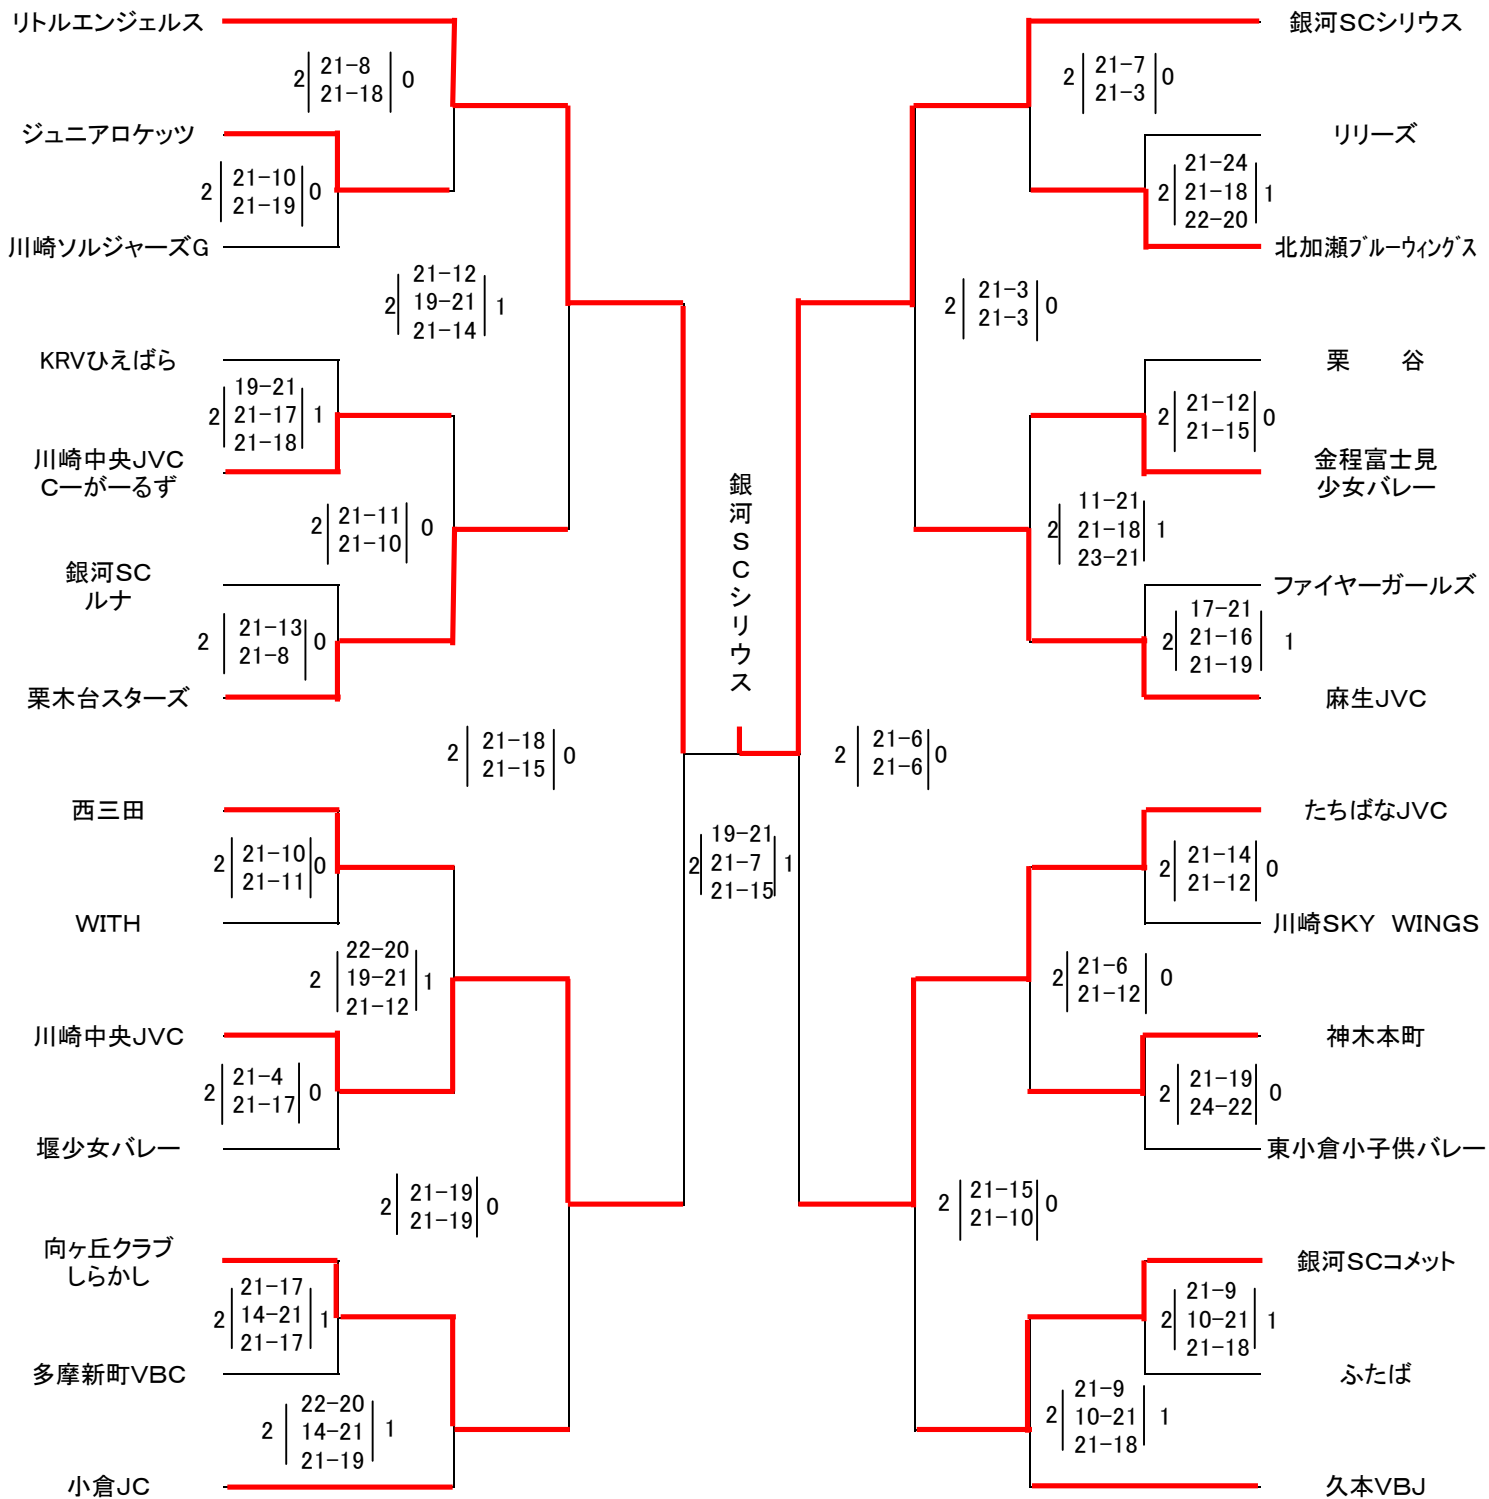 リトルエンジェルス
2 21-8 0
21-18
ジュニアロケッツ
2 21-10 0
21-19
川崎ソルジャーズG
21-12
2 19-21 1
21-14
KRVひえばら
19-21
2 21-17 1
21-18
川崎中央JVC
Cーがーるず
2 21-11 0
21-10
銀河SC
ルナ
2 21-13 0
21-8
栗木台スターズ
2 21-18 0
21-15
西三田
2 21-10 0
21-11
WITH
22-20
2 19-21 1
21-12
川崎中央JVC
2 21-4 0
21-17
堰少女バレー
2 21-19 0
21-19
向ヶ丘クラブ
しらかし
21-17
2 14-21 1
21-17
多摩新町VBC
22-20
2 14-21 1
21-19
小倉JC
銀河SCシリウス
19-21
2 21-7 1
21-15
銀河SCシリウス
2 21-7 0
21-3
リリーズ
21-24
2 21-18 1
22-20
北加瀬ブルーウィングス
2 21-3 0
21-3
栗　谷
2 21-12 0
21-15
金程富士見
少女バレー
11-21
2 21-18 1
23-21
ファイヤーガールズ
17-21
2 21-16 1
21-19
麻生JVC
2 21-6 0
21-6
たちばなJVC
2 21-14 0
21-12
川崎SKY　WINGS
2 21-6 0
21-12
神木本町
2 21-19 0
24-22
東小倉小子供バレー
2 21-15 0
21-10
銀河SCコメット
21-9
2 10-21 1
21-18
ふたば
21-9
2 10-21 1
21-18
久本VBJ